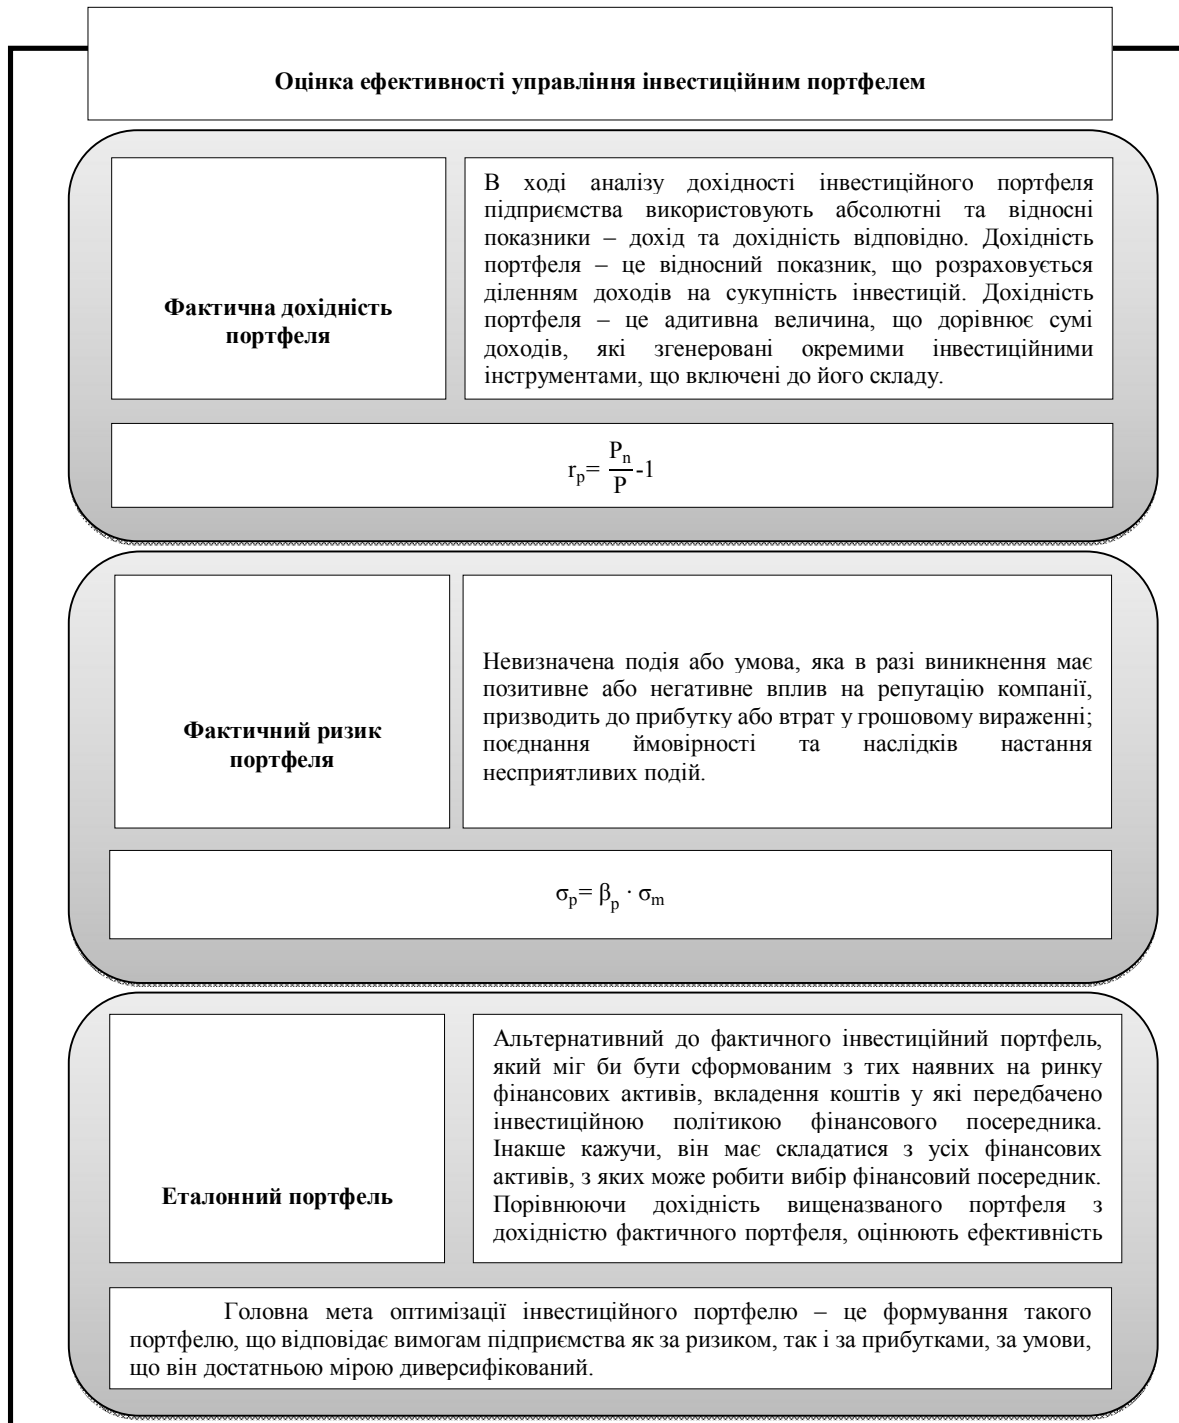 Оцінка ефективності управління інвестиційним портфелем
Фактична дохідність
портфеля
В ході аналізу дохідності інвестиційного портфеля
підприємства використовують абсолютні та відносні
показники – дохід та дохідність відповідно. Дохідність
портфеля – це відносний показник, що розраховується
діленням доходів на сукупність інвестицій. Дохідність
портфеля – це адитивна величина, що дорівнює сумі
доходів, які згенеровані окремими інвестиційними
інструментами, що включені до його складу.
r_p= P_n/P -1
Фактичний ризик
портфеля
Невизначена подія або умова, яка в разі виникнення має
позитивне або негативне вплив на репутацію компанії,
призводить до прибутку або втрат у грошовому вираженні;
поєднання ймовірності та наслідків настання
несприятливих подій.
σ_p= β_p · σ_m
Еталонний портфель
Альтернативний до фактичного інвестиційний портфель,
який міг би бути сформованим з тих наявних на ринку
фінансових активів, вкладення коштів у які передбачено
інвестиційною політикою фінансового посередника.
Інакше кажучи, він має складатися з усіх фінансових
активів, з яких може робити вибір фінансовий посередник.
Порівнюючи дохідність вищеназваного портфеля з
дохідністю фактичного портфеля, оцінюють ефективність
Головна мета оптимізації інвестиційного портфелю – це формування такого
портфелю, що відповідає вимогам підприємства як за ризиком, так і за прибутками, за умови,
що він достатньою мірою диверсифікований.